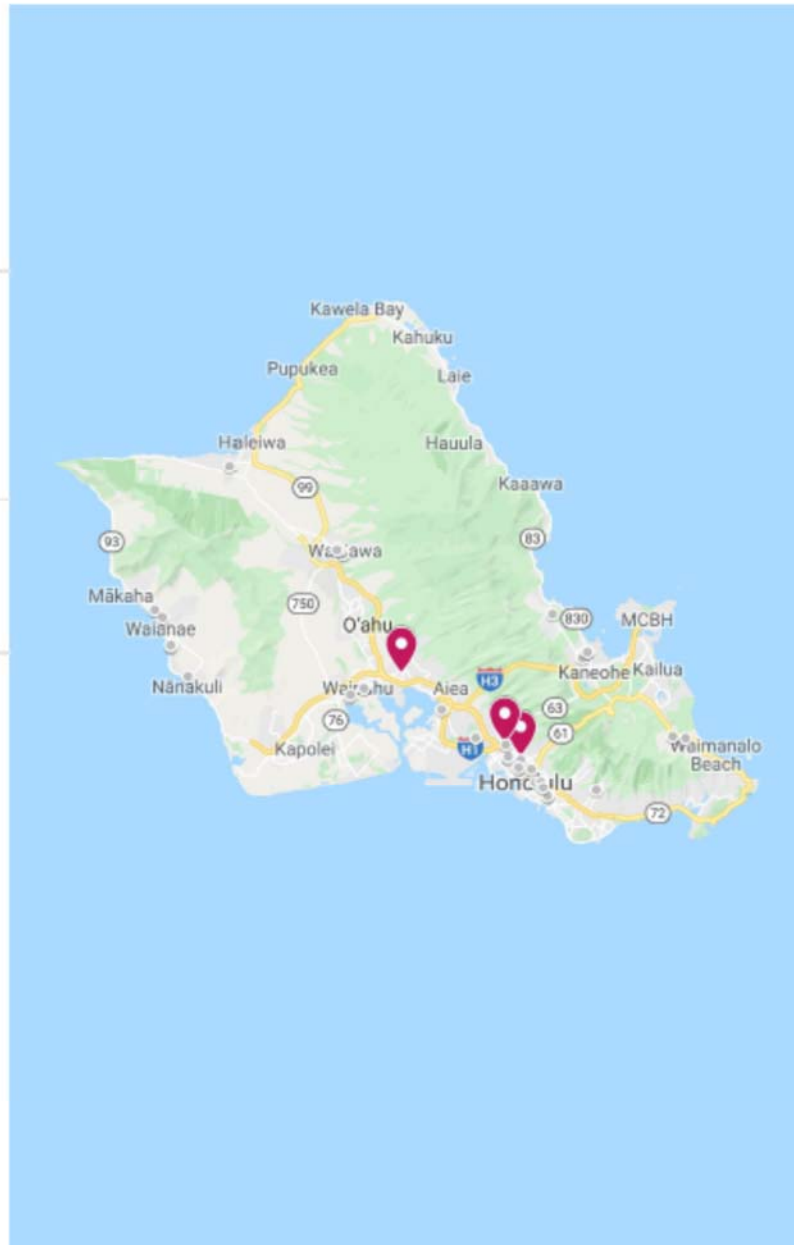 Kawela Bay
Kahuku
Pupukea
Laie
Haleiwa
Hauula
Kaaawa
99
93
83
Mākaha
750
O'ahu
830
MCBH
Waianae
Kaneohe
Kailua
Nānakuli
Aiea
H3
76
63
61
Kapolei
H1
Waimanalo
Beach
72